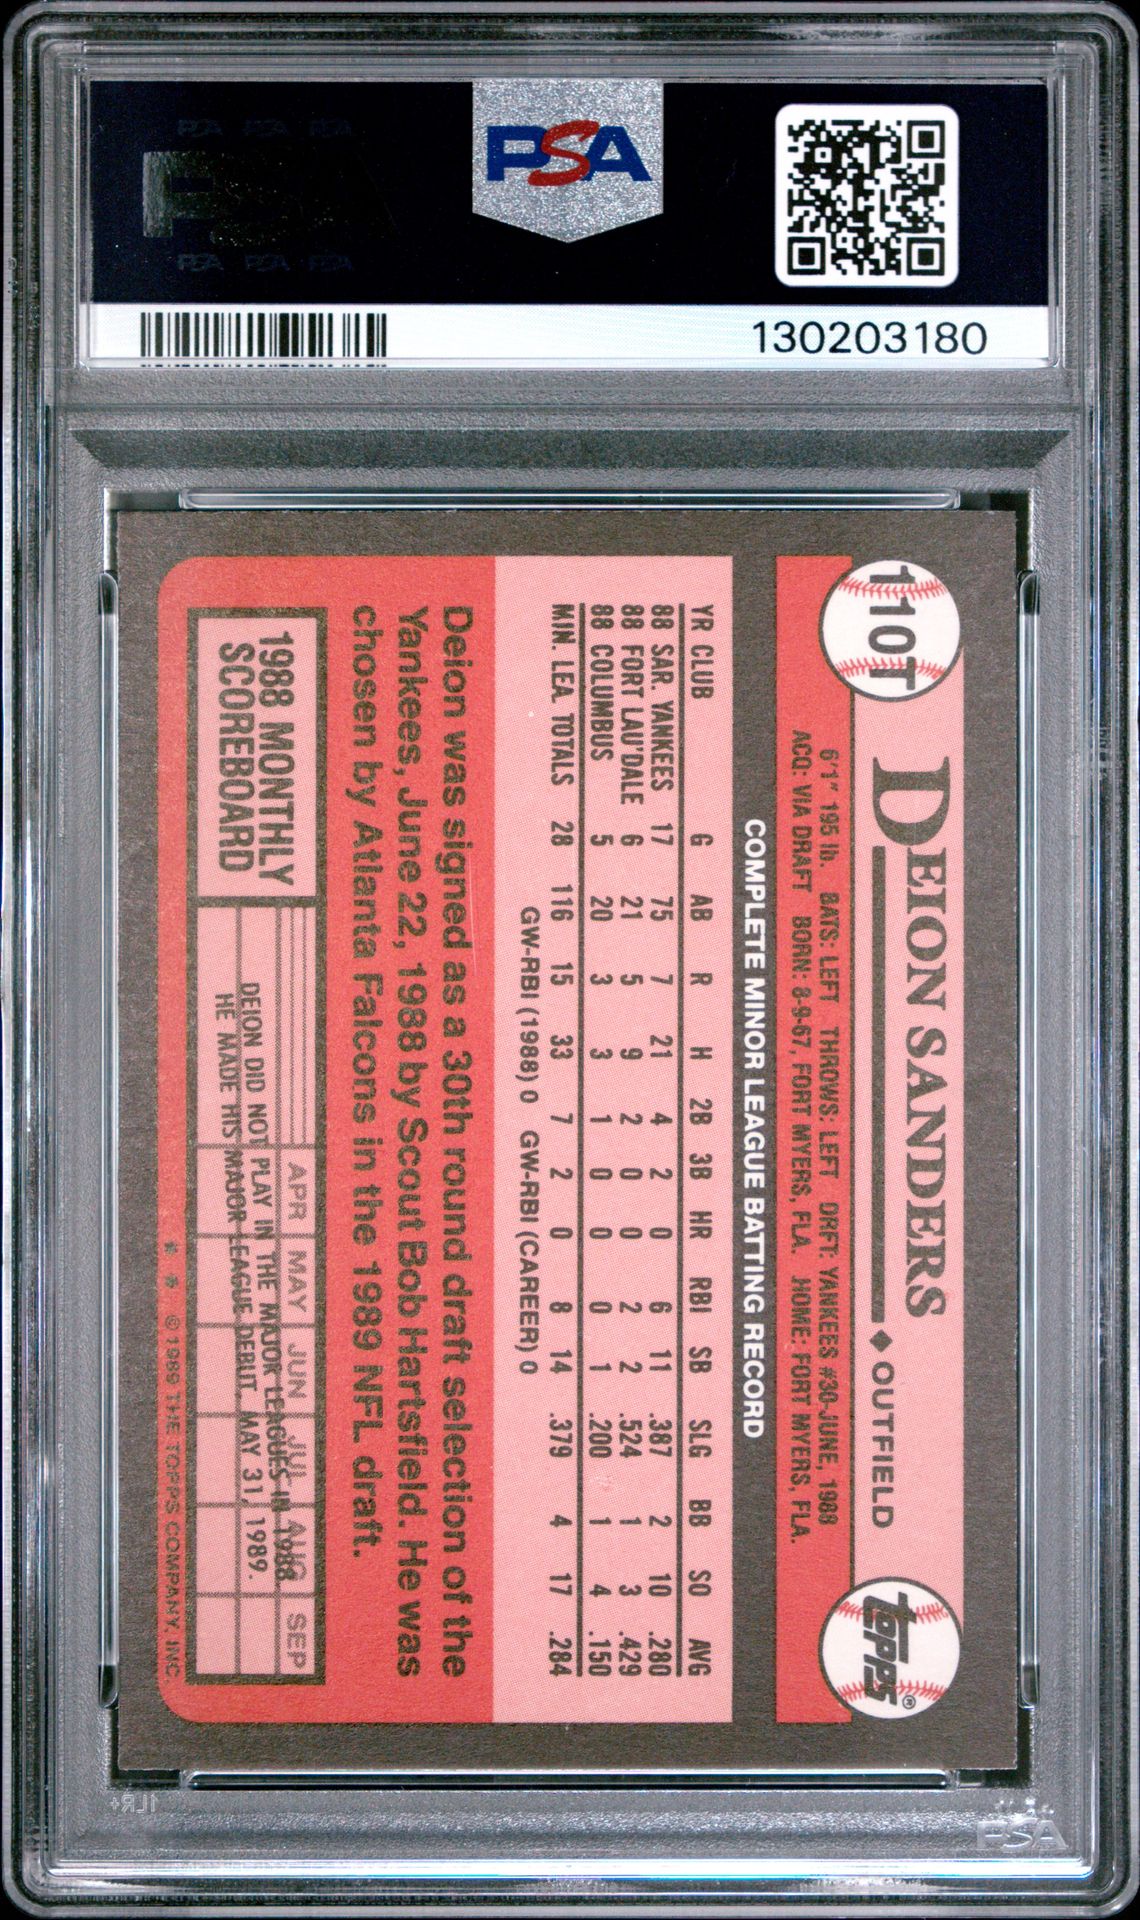 PSA
PSA PSA PSA
PSA
PSA PSA PSA
130203180
110T
DEION SANDERS ◆ OUTFIELD
topps®
6'1" 195 lb. BATS: LEFT THROWS: LEFT DRFT: YANKEES #30-JUNE, 1988
ACQ: VIA DRAFT BORN: 8-9-67, FORT MYERS, FLA. HOME: FORT MYERS, FLA.
COMPLETE MINOR LEAGUE BATTING RECORD
YR CLUB G AB R H 2B 3B HR RBI SB SLG BB SO AVG
88 SAR. YANKEES 17 75 7 21 4 2 0 6 11 .387 2 10 .280
88 FORT LAU'DALE 6 21 5 9 2 0 0 2 2 .524 1 3 .429
88 COLUMBUS 5 20 3 3 1 0 0 0 1 .200 1 4 .150
MIN. LEA. TOTALS 28 116 15 33 7 2 0 8 14 .379 4 17 .284
GW-RBI (1988) 0 GW-RBI (CAREER) 0
Deion was signed as a 30th round draft selection of the
Yankees, June 22, 1988 by Scout Bob Hartsfield. He was
chosen by Atlanta Falcons in the 1989 NFL draft.
1988 MONTHLY
SCOREBOARD
APR MAY JUN JUL AUG SEP
DEION DID NOT PLAY IN THE MAJOR LEAGUES IN 1988.
HE MADE HIS MAJOR LEAGUE DEBUT, MAY 31, 1989.
* * © 1989 THE TOPPS COMPANY, INC.
1LR+
PSA